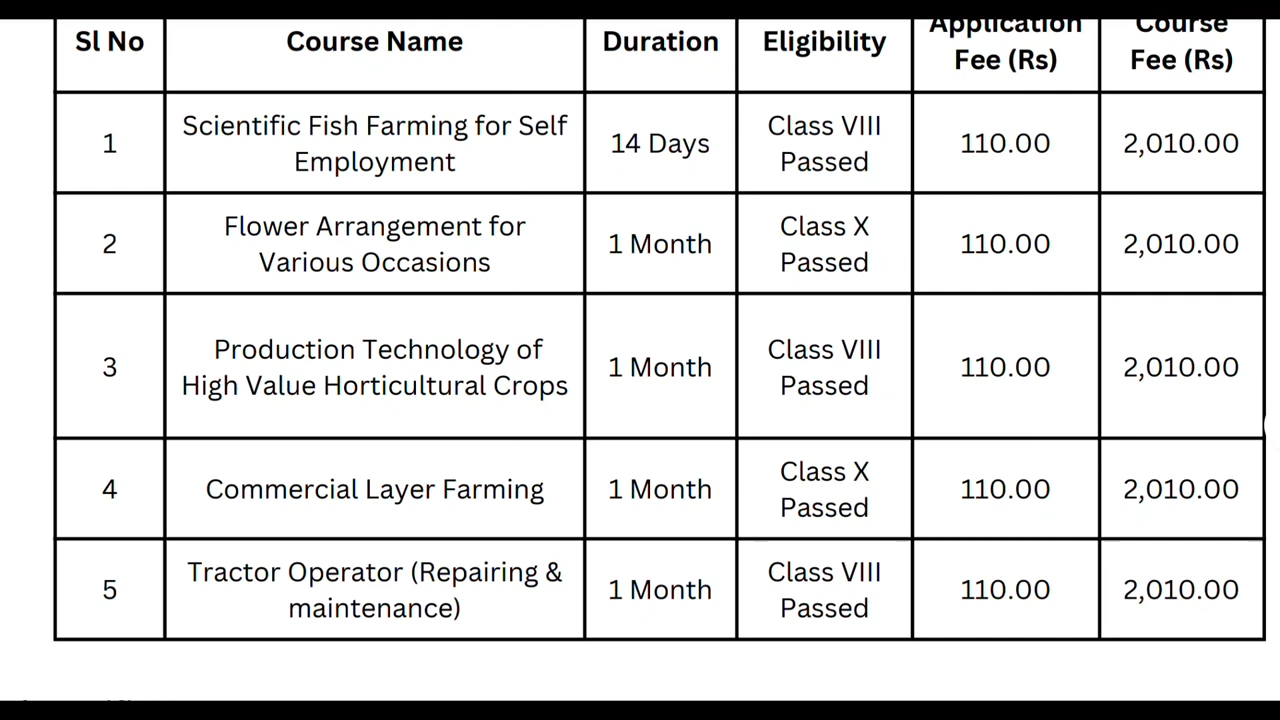 Sl No Course Name Duration Eligibility Application Fee (Rs) Course Fee (Rs)
1 Scientific Fish Farming for Self Employment 14 Days Class VIII Passed 110.00 2,010.00
2 Flower Arrangement for Various Occasions 1 Month Class X Passed 110.00 2,010.00
3 Production Technology of High Value Horticultural Crops 1 Month Class VIII Passed 110.00 2,010.00
4 Commercial Layer Farming 1 Month Class X Passed 110.00 2,010.00
5 Tractor Operator (Repairing & maintenance) 1 Month Class VIII Passed 110.00 2,010.00